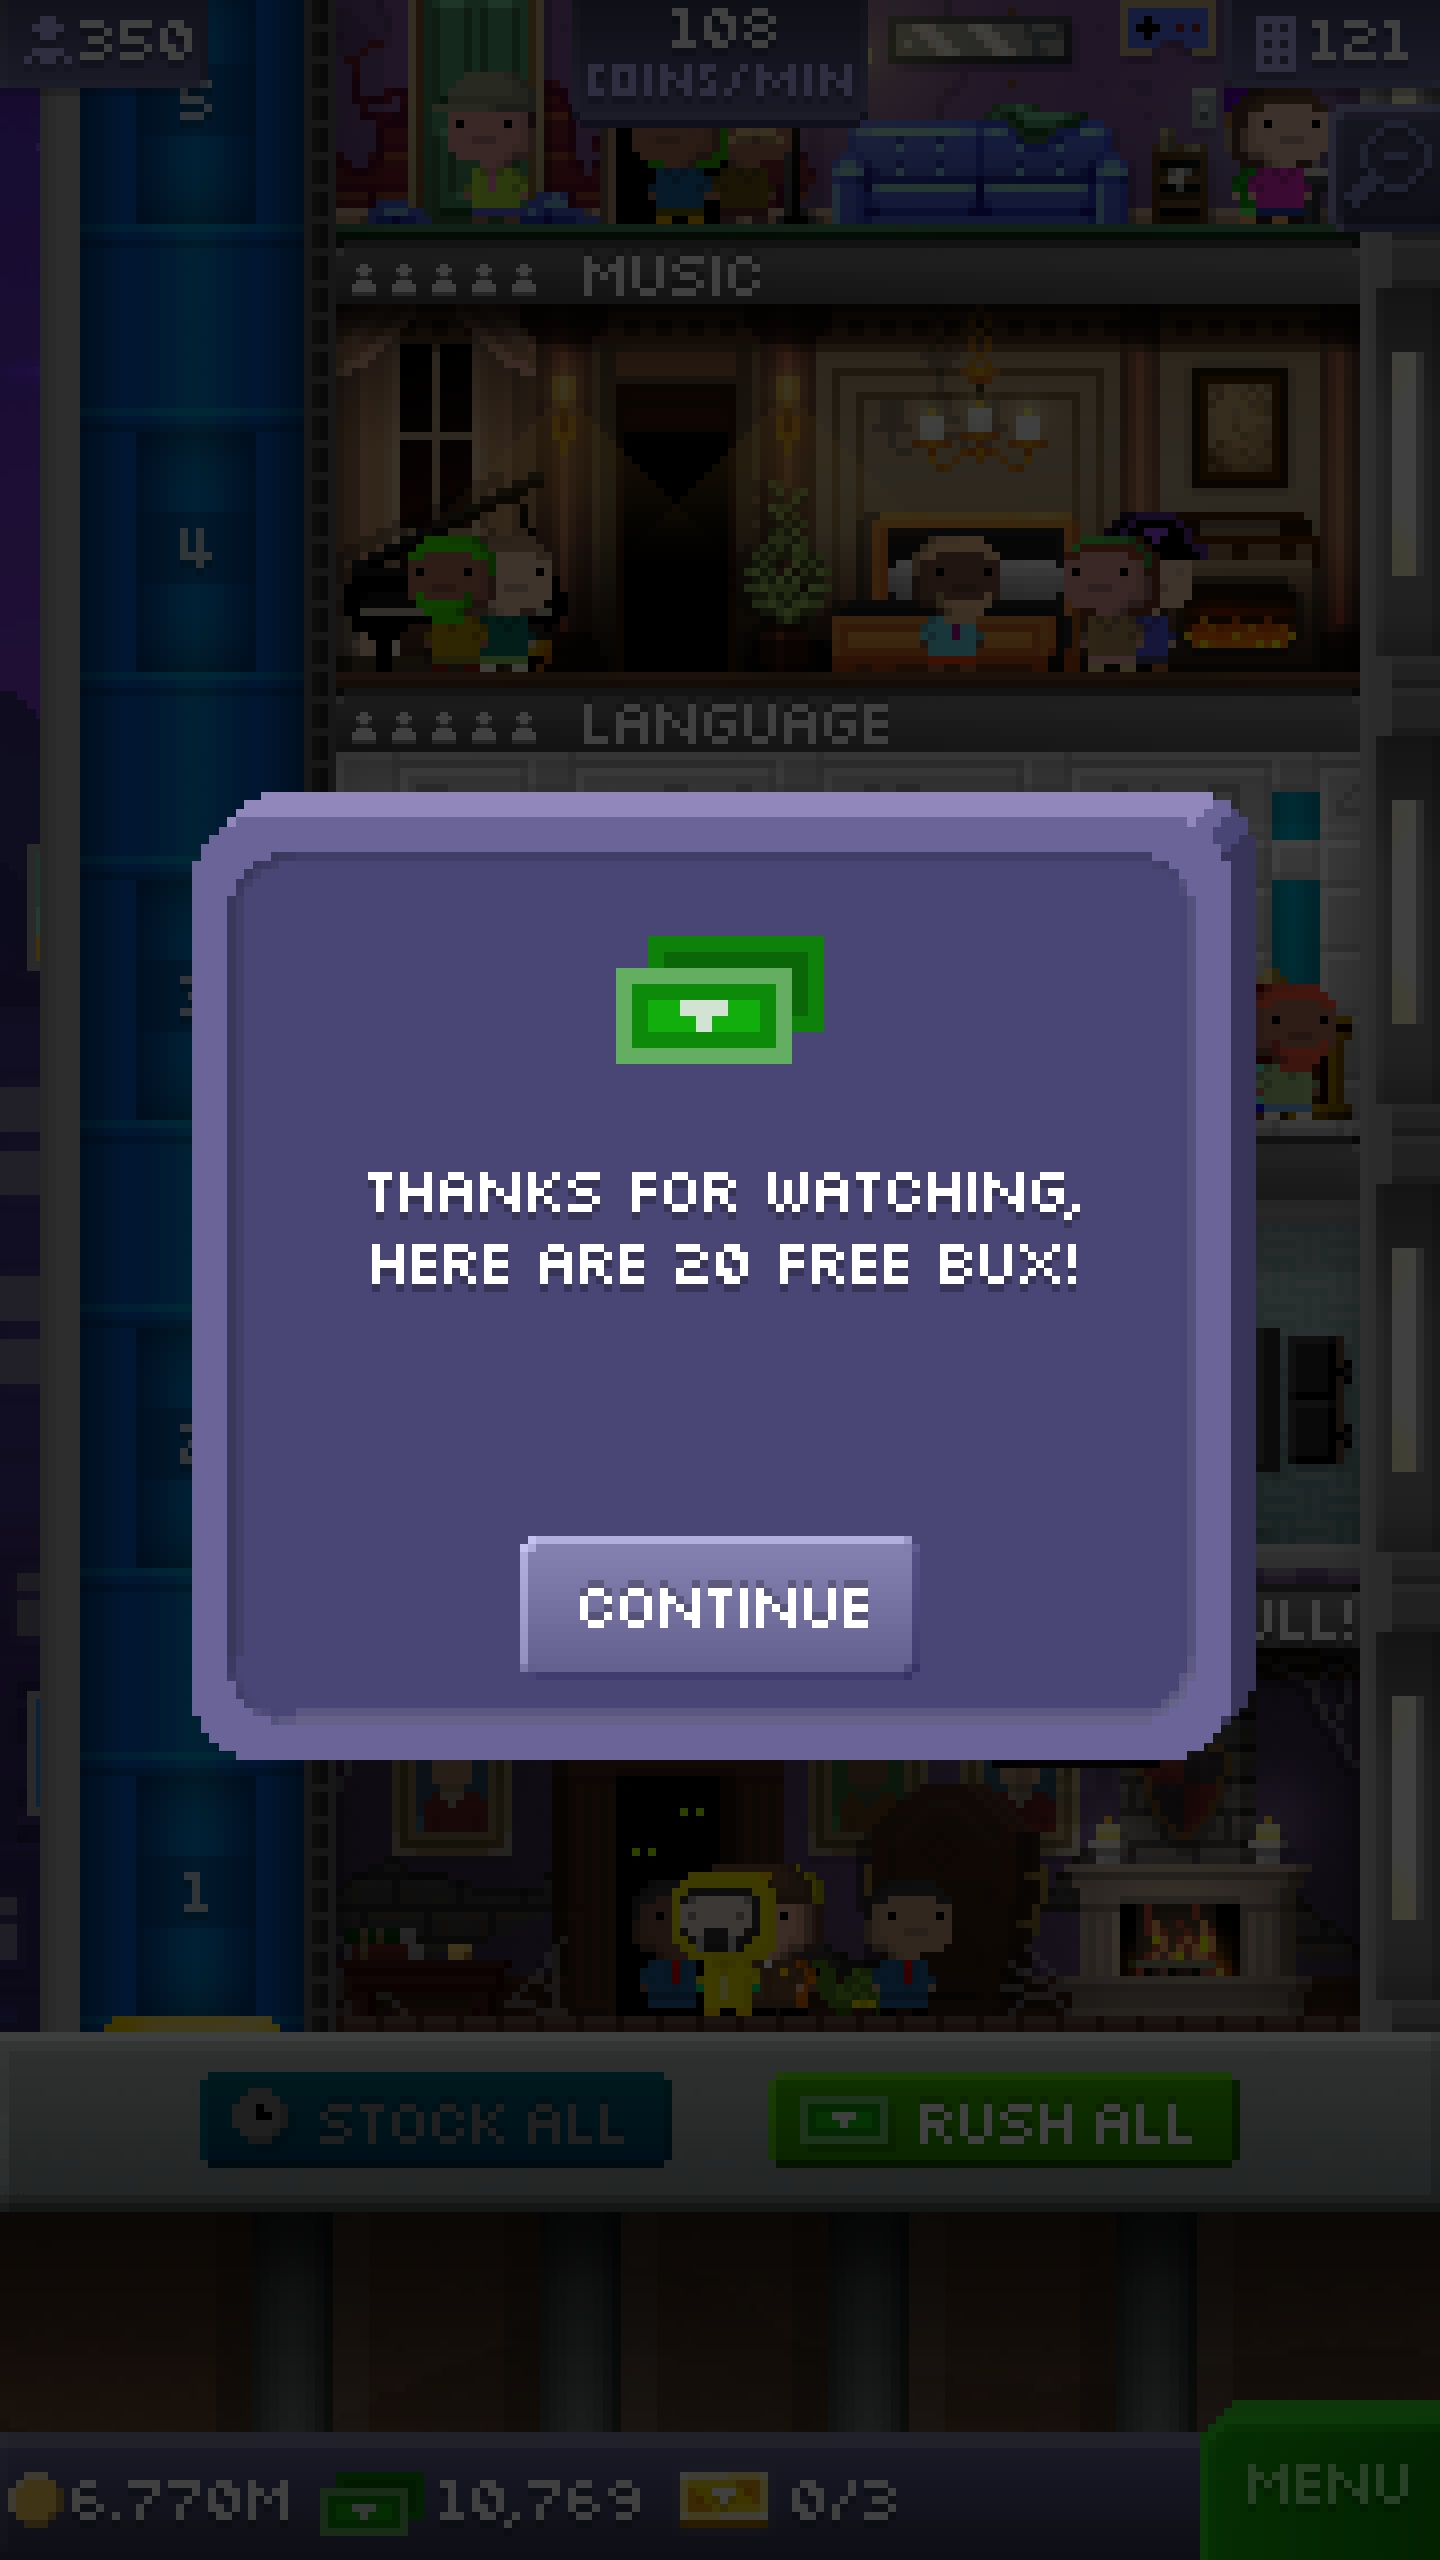 350
108
COINS/MIN
121
5
MUSIC
4
LANGUAGE
THANKS FOR WATCHING,
HERE ARE 20 FREE BUX!
CONTINUE
1
STOCK ALL
RUSH ALL
6.770M
10,769
0/3
MENU